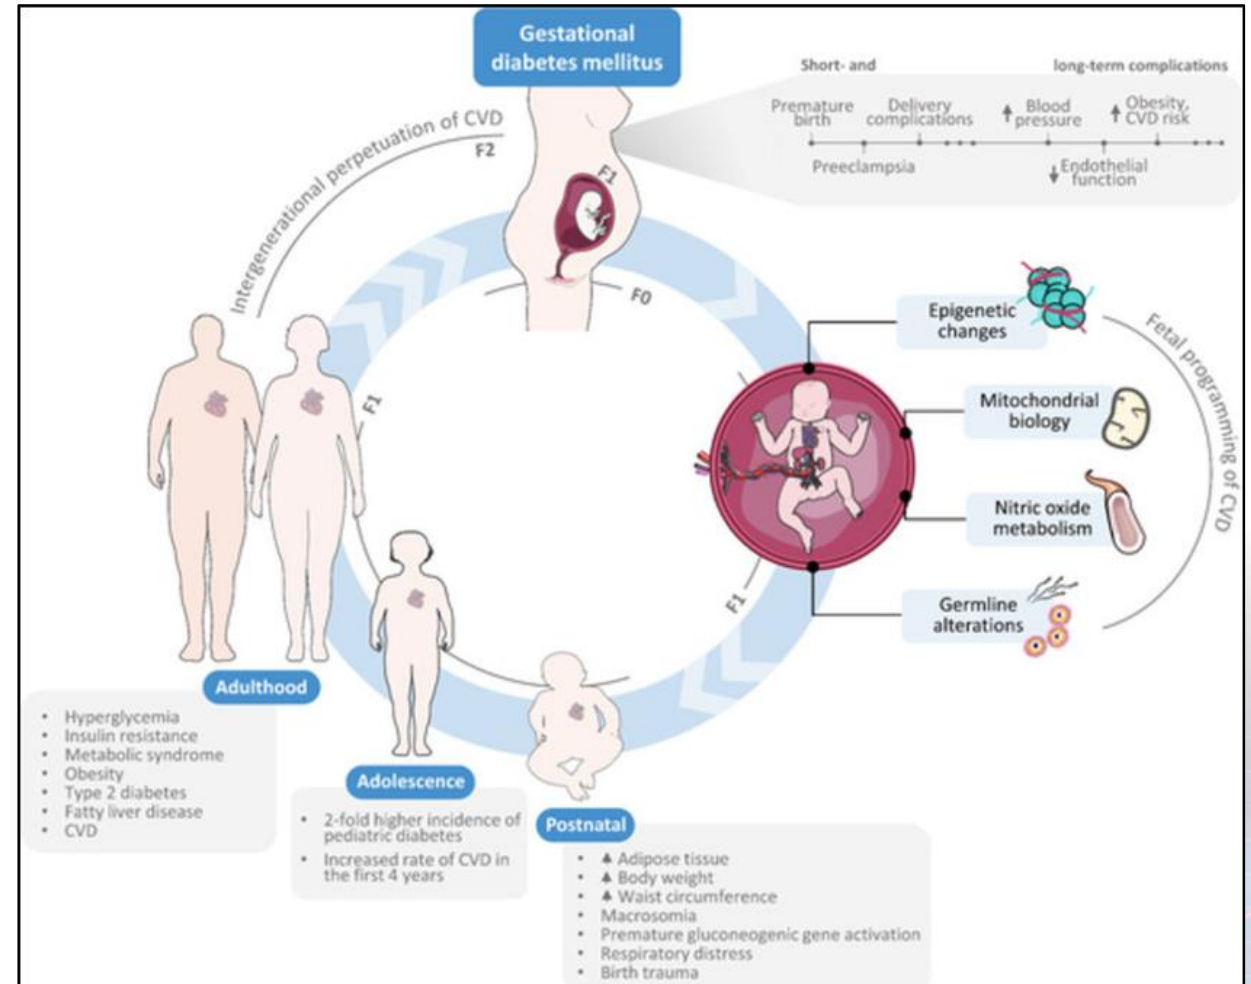 Gestational
diabetes mellitus
Short- and
long-term complications
Premature
birth
Delivery
complications
Blood
pressure
Obesity,
CVD risk
Preeclampsia
Endothelial
function
Intergenerational perpetuation of CVD
F2
F1
F0
Epigenetic
changes
Mitochondrial
biology
Nitric oxide
metabolism
Germline
alterations
Fetal programming of CVD
F1
F1
Adulthood
• Hyperglycemia
• Insulin resistance
• Metabolic syndrome
• Obesity
• Type 2 diabetes
• Fatty liver disease
• CVD
Adolescence
• 2-fold higher incidence of
pediatric diabetes
• Increased rate of CVD in
the first 4 years
Postnatal
• Adipose tissue
• Body weight
• Waist circumference
• Macrosomia
• Premature gluconeogenic gene activation
• Respiratory distress
• Birth trauma